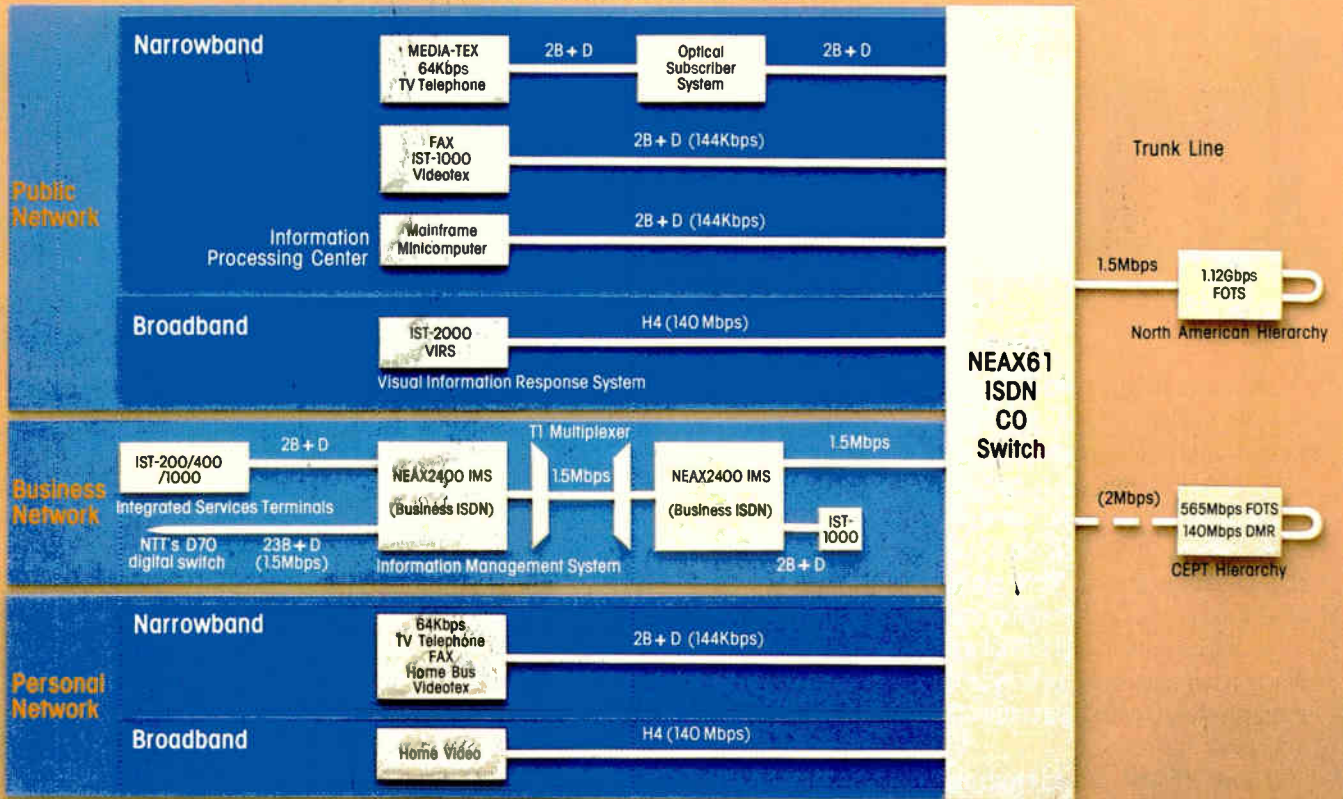 Public
Network
Narrowband
MEDIA-TEX
64Kbps
TV Telephone
2B + D
Optical
Subscriber
System
2B + D
FAX
IST-1000
Videotex
2B + D (144Kbps)
Information
Processing Center
Mainframe
Minicomputer
2B + D (144Kbps)
Broadband
IST-2000
VIRS
H4 (140 Mbps)
Visual Information Response System
Business
Network
IST-200/400
/1000
2B + D
Integrated Services Terminals
NTT's D70
digital switch
23B + D
(1.5Mbps)
NEAX2400 IMS
(Business ISDN)
Information Management System
T1 Multiplexer
1.5Mbps
NEAX2400 IMS
(Business ISDN)
1.5Mbps
IST-
1000
2B + D
Personal
Network
Narrowband
64Kbps
TV Telephone
FAX
Home Bus
Videotex
2B + D (144Kbps)
Broadband
Home Video
H4 (140 Mbps)
NEAX61
ISDN
CO
Switch
Trunk Line
1.5Mbps
1.12Gbps
FOTS
North American Hierarchy
(2Mbps)
565Mbps FOTS
140Mbps DMR
CEPT Hierarchy